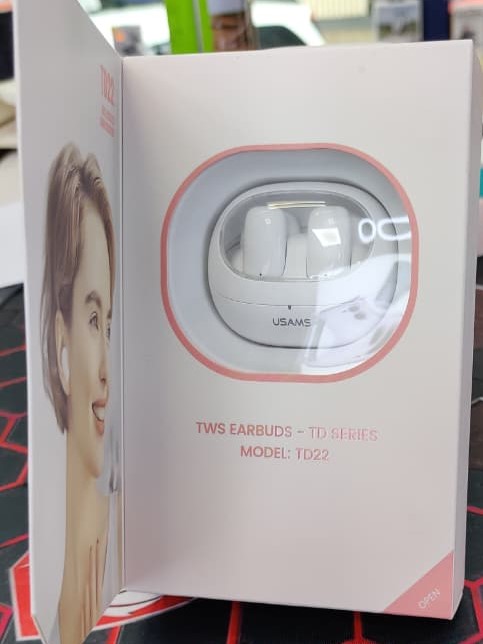 TD22
USAMS
TWS EARBUDS - TD SERIES
MODEL: TD22
OPEN